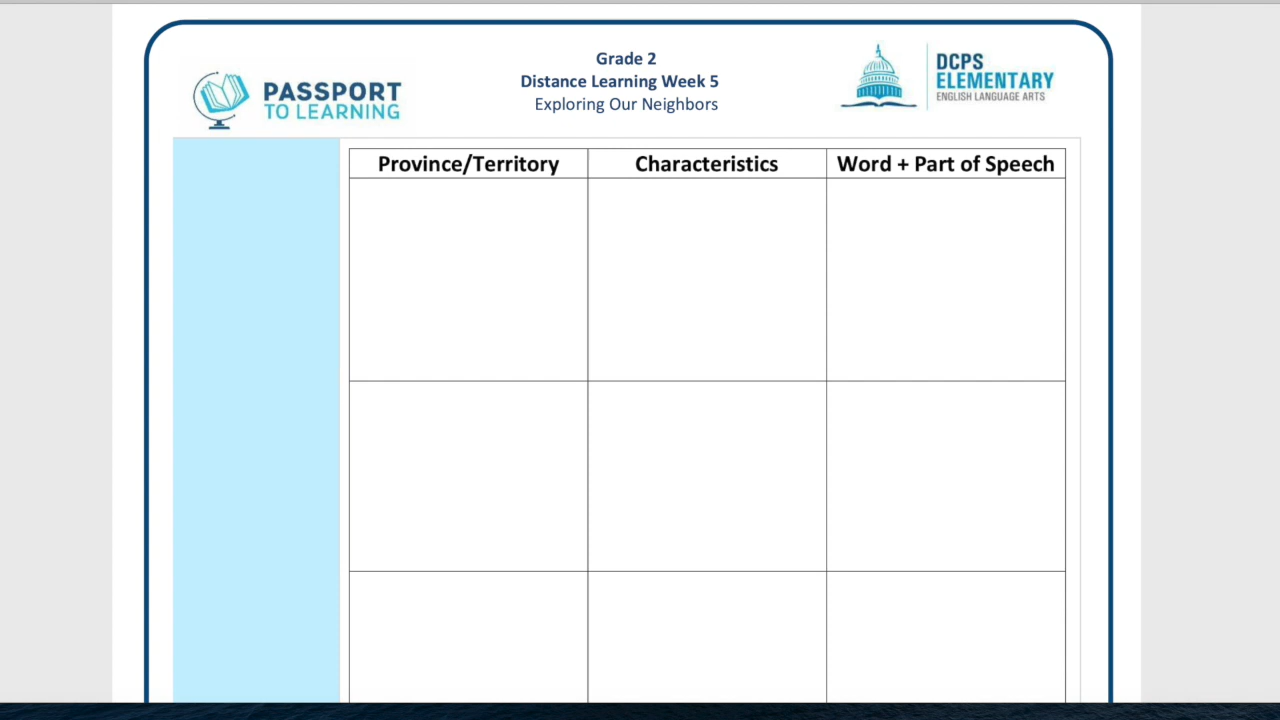 Grade 2
Distance Learning Week 5
Exploring Our Neighbors
PASSPORT
TO LEARNING
DCPS
ELEMENTARY
ENGLISH LANGUAGE ARTS
Province/Territory
Characteristics
Word + Part of Speech